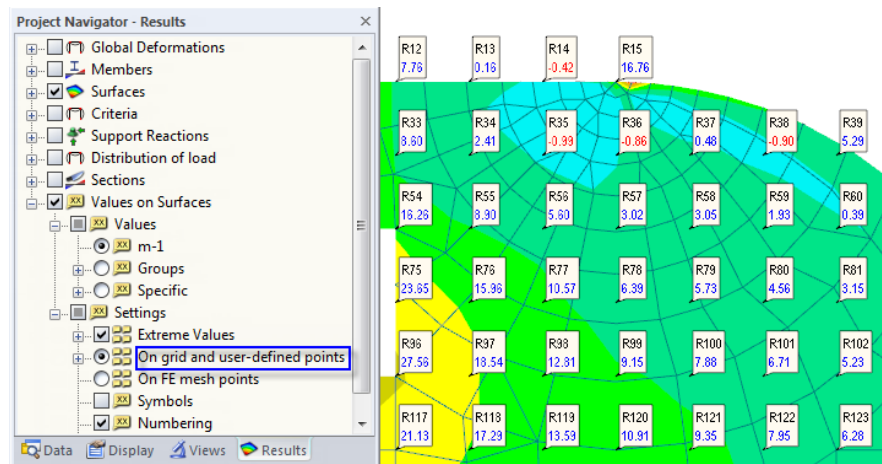 Project Navigator - Results
Global Deformations
Members
Surfaces
Criteria
Support Reactions
Distribution of load
Sections
Values on Surfaces
Values
m-1
Groups
Specific
Settings
Extreme Values
On grid and user-defined points
On FE mesh points
Symbols
Numbering
Data Display Views Results
R12 R13 R14 R15
7.76 0.16 -0.42 16.76
R33 R34 R35 R36 R37 R38 R39
8.60 2.41 -0.99 -0.86 0.48 -0.90 5.29
R54 R55 R56 R57 R58 R59 R60
16.26 8.90 5.60 3.02 3.05 1.93 0.39
R75 R76 R77 R78 R79 R80 R81
23.65 15.96 10.57 6.39 5.73 4.56 3.15
R96 R97 R98 R99 R100 R101 R102
27.56 18.54 12.81 9.15 7.88 6.71 5.23
R117 R118 R119 R120 R121 R122 R123
21.13 17.29 13.59 10.91 9.35 7.95 6.28